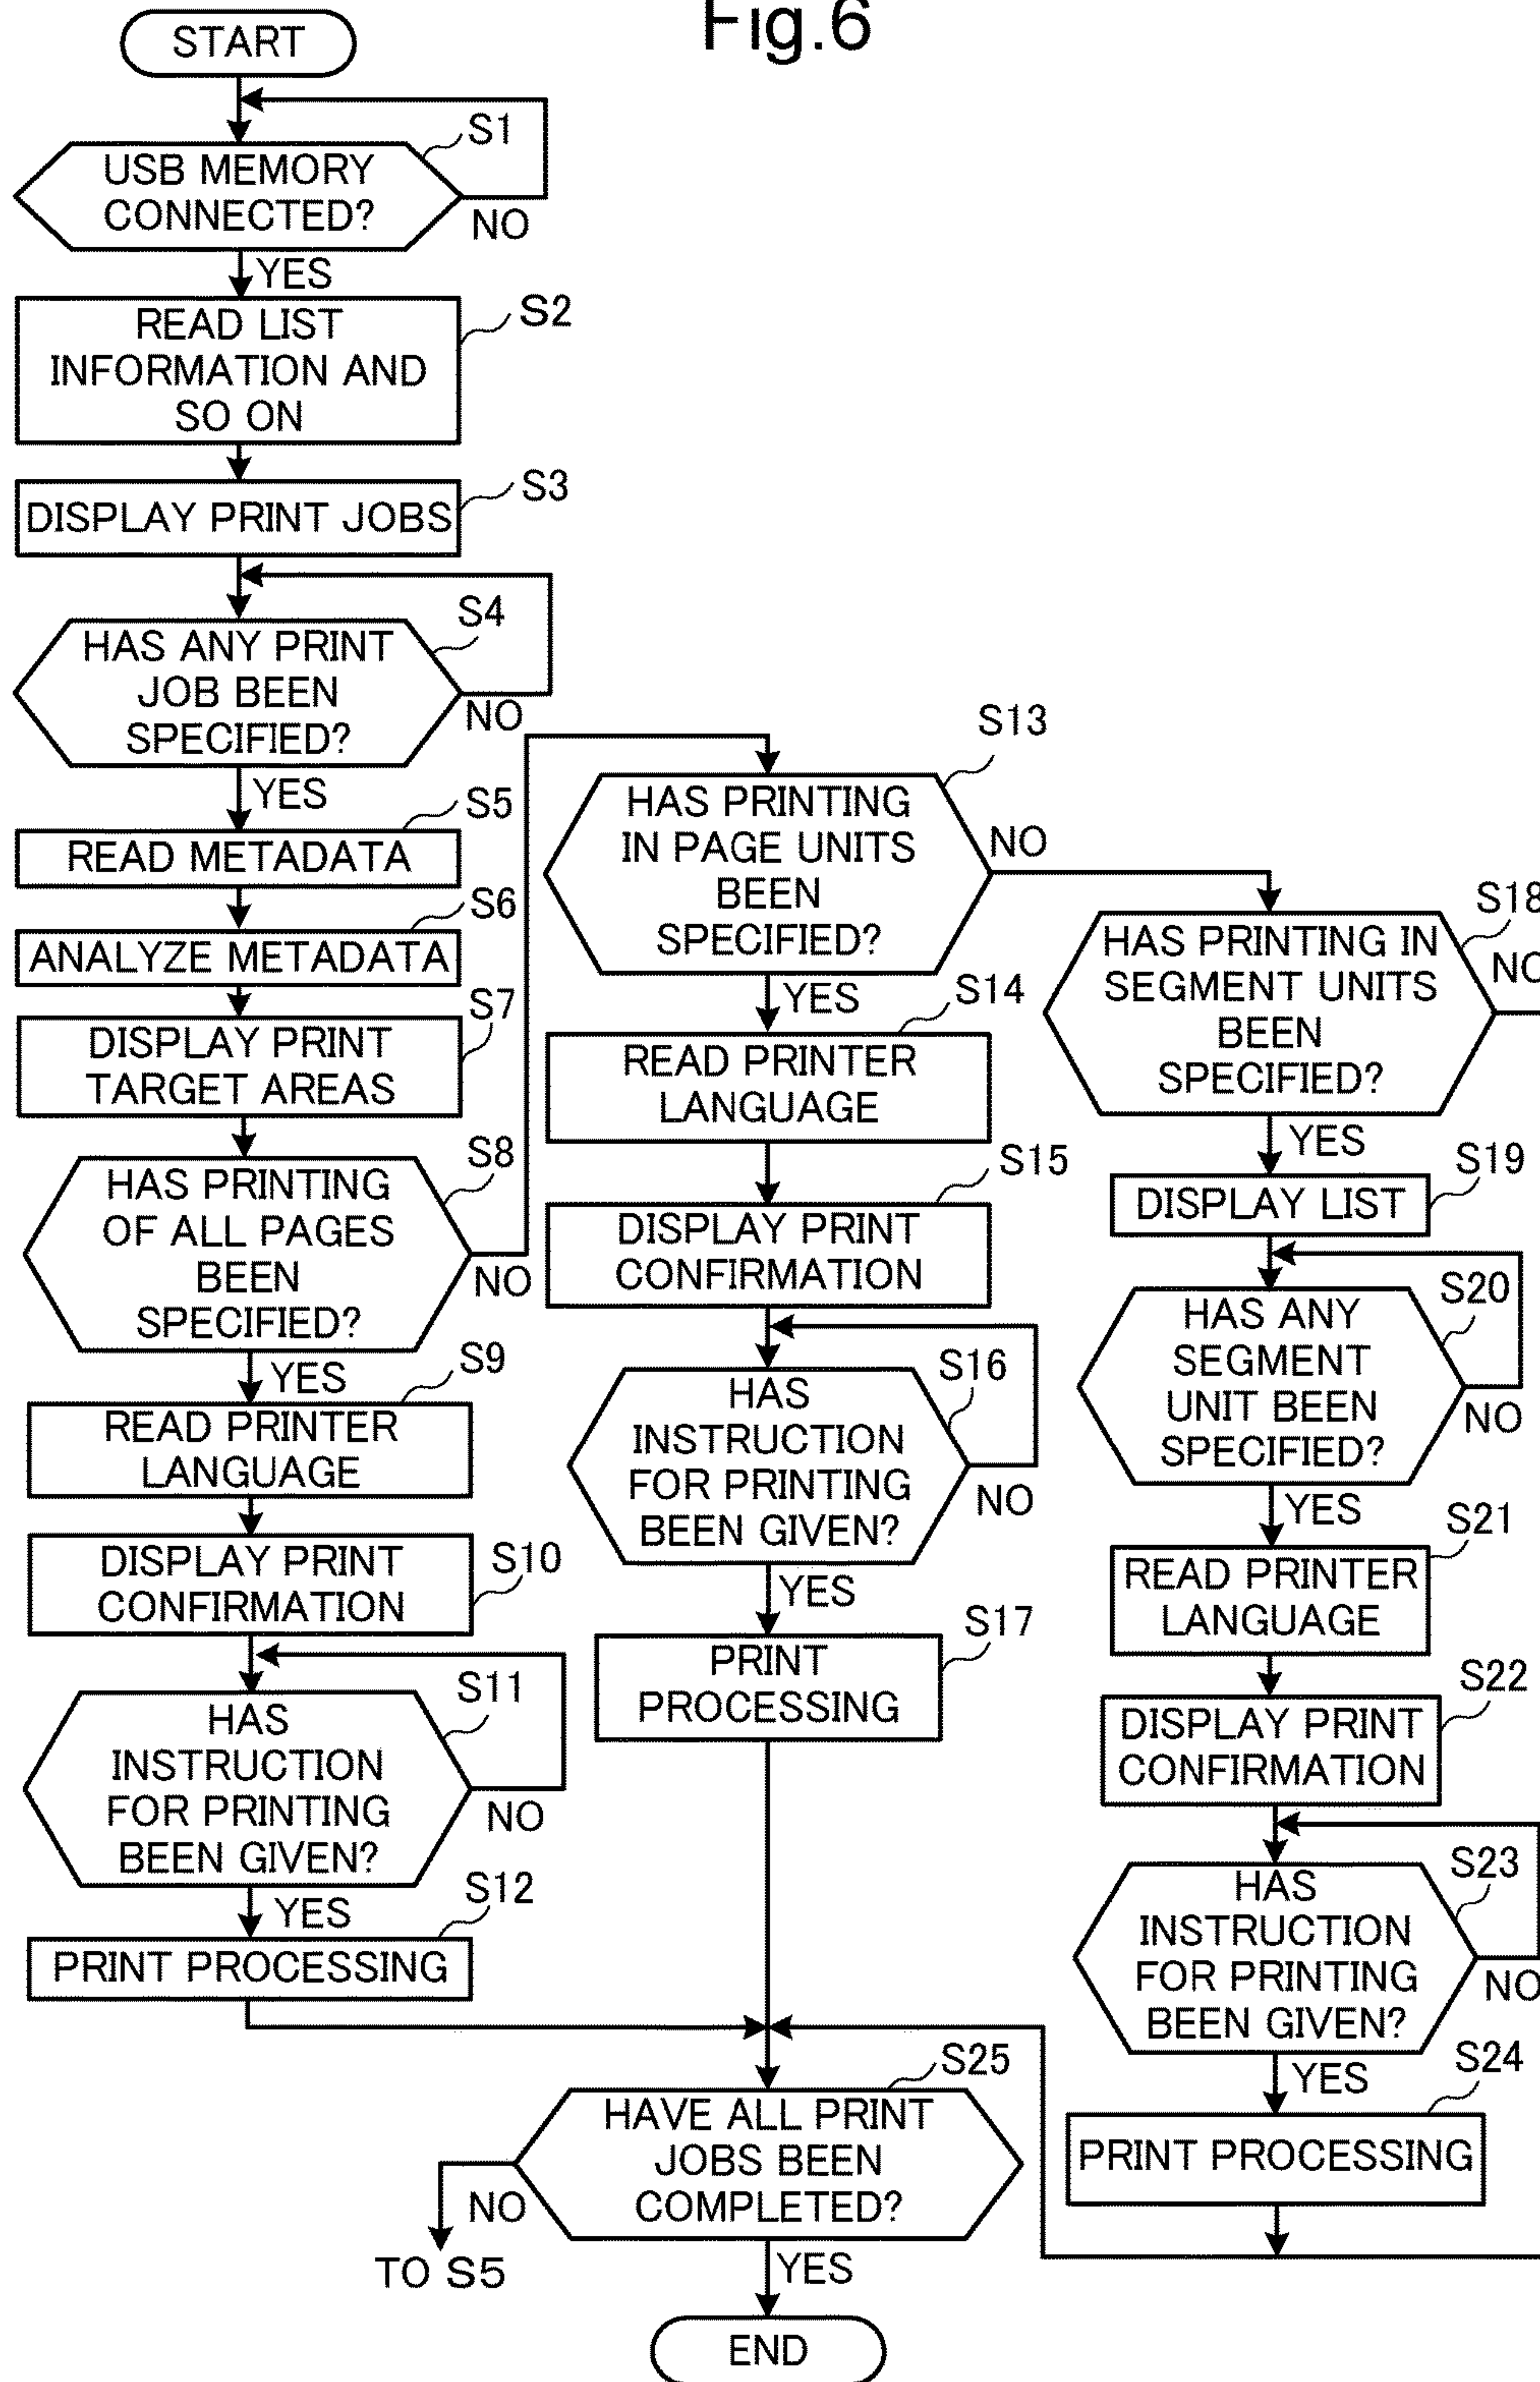 Fig.6
START
S1
USB MEMORY
CONNECTED?
NO
YES
S2
READ LIST
INFORMATION AND
SO ON
S3
DISPLAY PRINT JOBS
S4
HAS ANY PRINT
JOB BEEN
SPECIFIED?
NO
YES
S5
READ METADATA
S6
ANALYZE METADATA
S7
DISPLAY PRINT
TARGET AREAS
S8
HAS PRINTING
OF ALL PAGES
BEEN
SPECIFIED?
NO
YES
S9
READ PRINTER
LANGUAGE
S10
DISPLAY PRINT
CONFIRMATION
S11
HAS
INSTRUCTION
FOR PRINTING
BEEN GIVEN?
NO
YES
S12
PRINT PROCESSING
S13
HAS PRINTING
IN PAGE UNITS
BEEN
SPECIFIED?
NO
YES
S14
READ PRINTER
LANGUAGE
S15
DISPLAY PRINT
CONFIRMATION
S16
HAS
INSTRUCTION
FOR PRINTING
BEEN GIVEN?
NO
YES
S17
PRINT
PROCESSING
S18
HAS PRINTING IN
SEGMENT UNITS
BEEN
SPECIFIED?
NO
YES
S19
DISPLAY LIST
S20
HAS ANY
SEGMENT
UNIT BEEN
SPECIFIED?
NO
YES
S21
READ PRINTER
LANGUAGE
S22
DISPLAY PRINT
CONFIRMATION
S23
HAS
INSTRUCTION
FOR PRINTING
BEEN GIVEN?
NO
YES
S24
PRINT PROCESSING
S25
HAVE ALL PRINT
JOBS BEEN
COMPLETED?
NO
TO S5
YES
END